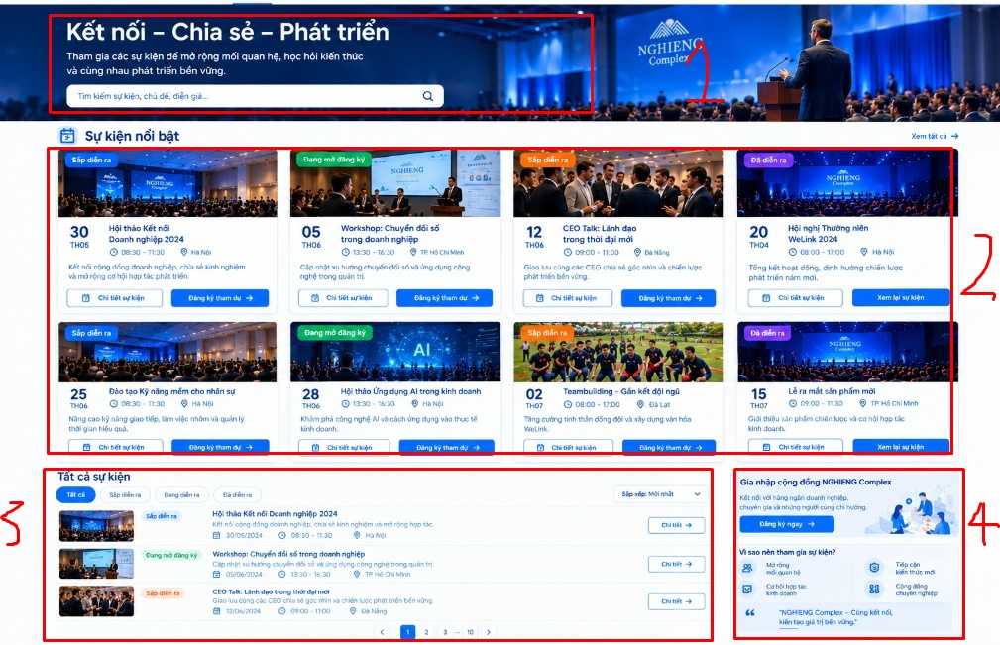 Kết nối – Chia sẻ – Phát triển
Tham gia các sự kiện để mở rộng mối quan hệ, học hỏi kiến thức
và cùng nhau phát triển bền vững.
Tìm kiếm sự kiện, chủ đề, diễn giả...
NGHIENG
Complex
1
Sự kiện nổi bật
Xem tất cả →
Sắp diễn ra
NGHIENG
30
TH05
Hội thảo Kết nối
Doanh nghiệp 2024
08:30 - 11:30
Hà Nội
Kết nối cộng đồng doanh nghiệp, chia sẻ kinh nghiệm
và mở rộng cơ hội hợp tác phát triển.
Chi tiết sự kiện
Đăng ký tham dự →
Đang mở đăng ký
NGHIENG
05
TH06
Workshop: Chuyển đổi số
trong doanh nghiệp
13:30 - 16:30
TP. Hồ Chí Minh
Cập nhật xu hướng chuyển đổi số và ứng dụng công
nghệ trong quản trị.
Chi tiết sự kiện
Đăng ký tham dự →
Sắp diễn ra
12
TH06
CEO Talk: Lãnh đạo
trong thời đại mới
09:00 - 11:00
Đà Nẵng
Giao lưu cùng các CEO chia sẻ góc nhìn và chiến lược
phát triển bền vững.
Chi tiết sự kiện
Đăng ký tham dự →
Đã diễn ra
NGHIENG
Complex
20
TH04
Hội nghị Thường niên
WeLink 2024
08:00 - 17:00
Hà Nội
Tổng kết hoạt động, định hướng chiến lược
phát triển năm mới.
Chi tiết sự kiện
Xem lại sự kiện
2
Sắp diễn ra
NGHIENG
25
TH06
Đào tạo Kỹ năng mềm cho nhân sự
08:30 - 11:30
Hà Nội
Nâng cao kỹ năng giao tiếp, làm việc nhóm và quản lý
thời gian hiệu quả.
Chi tiết sự kiện
Đăng ký tham dự →
Đang mở đăng ký
AI
28
TH06
Hội thảo Ứng dụng AI trong kinh doanh
13:30 - 16:30
Hà Nội
Khám phá công nghệ AI và cách ứng dụng vào thực tế
kinh doanh.
Chi tiết sự kiện
Đăng ký tham dự →
Sắp diễn ra
02
TH07
Teambuilding - Gắn kết đội ngũ
08:00 - 17:00
Đà Lạt
Tăng cường tinh thần đồng đội và xây dựng văn hóa
WeLink.
Chi tiết sự kiện
Đăng ký tham dự →
Đã diễn ra
NGHIENG
Complex
15
TH07
Lễ ra mắt sản phẩm mới
09:00 - 11:30
TP. Hồ Chí Minh
Giới thiệu sản phẩm chiến lược và cơ hội hợp tác
kinh doanh.
Chi tiết sự kiện
Xem lại sự kiện
3
Tất cả sự kiện
Tất cả
Sắp diễn ra
Đang diễn ra
Đã diễn ra
Sắp xếp: Mới nhất
Sắp diễn ra
Hội thảo Kết nối Doanh nghiệp 2024
Kết nối cộng đồng doanh nghiệp, chia sẻ kinh nghiệm và mở rộng hợp tác.
30/05/2024
08:30 - 11:30
Hà Nội
Chi tiết →
Đang mở đăng ký
Workshop: Chuyển đổi số trong doanh nghiệp
Cập nhật xu hướng chuyển đổi số và ứng dụng công nghệ trong quản trị.
05/06/2024
13:30 - 16:30
TP. Hồ Chí Minh
Chi tiết →
Sắp diễn ra
CEO Talk: Lãnh đạo trong thời đại mới
Giao lưu cùng các CEO chia sẻ góc nhìn và chiến lược phát triển bền vững.
12/06/2024
09:00 - 11:00
Đà Nẵng
Chi tiết →
1 2 3 ... 10
4
Gia nhập cộng đồng NGHIENG Complex
Kết nối với hàng ngàn doanh nghiệp,
chuyên gia và những người cùng chí hướng.
Đăng ký ngay →
Vì sao nên tham gia sự kiện?
Mở rộng
mối quan hệ
Tiếp cận
kiến thức mới
Cơ hội hợp tác
kinh doanh
Cộng đồng
chuyên nghiệp
"NGHIENG Complex - Cùng kết nối,
kiến tạo giá trị bền vững."